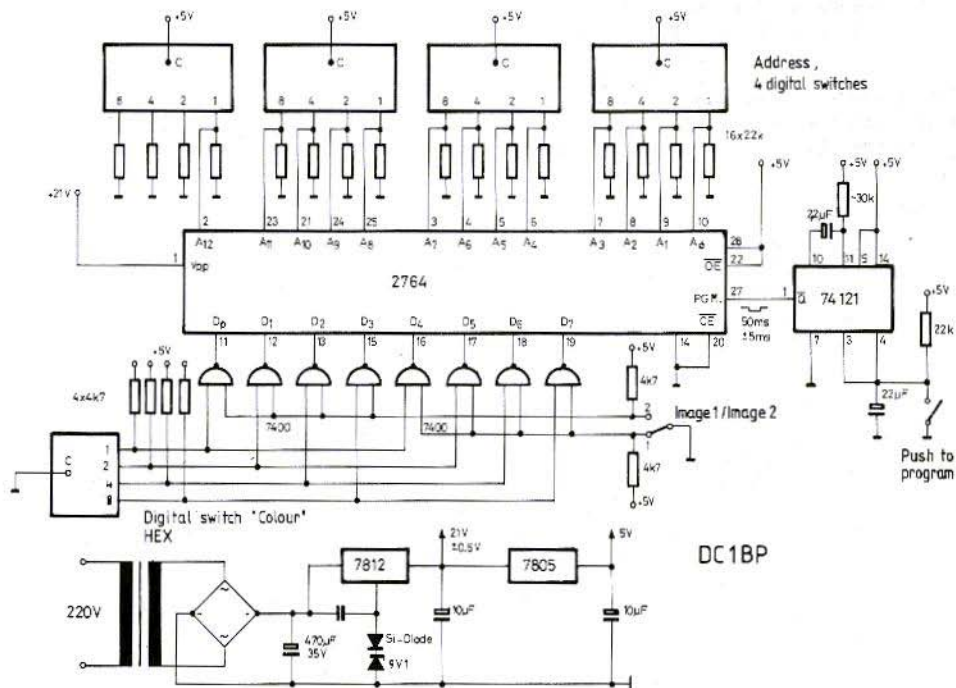 +5V +5V +5V +5V
C C C C
Address,
4 digital switches
8 4 2 1 8 4 2 1 8 4 2 1 8 4 2 1
16x22k
+21V
+5V
+5V +5V
~30k
22µF
2 23 21 24 25 3 4 5 6 7 8 9 10
A12 A11 A10 A9 A8 A7 A6 A5 A4 A3 A2 A1 A0
28
1 Vpp
OE 22
2764
10 11 5 14
PGM. 27
1 Q 74121
50ms
±5ms
+5V
22k
D0 D1 D2 D3 D4 D5 D6 D7
CE
11 12 13 15 16 17 18 19
14 20
7 3 4
+5V
+5V
4x4k7
4k7
22µF
2
Image1/Image2
7400 7400
1
Push to
program
C
1
2
4
8
4k7
+5V
Digital switch "Colour"
HEX
21V
±0,5V
5V
DC1BP
7812
7805
220V
~
- +
~
10µF
10µF
470µF
35V
Si-Diode
9V1